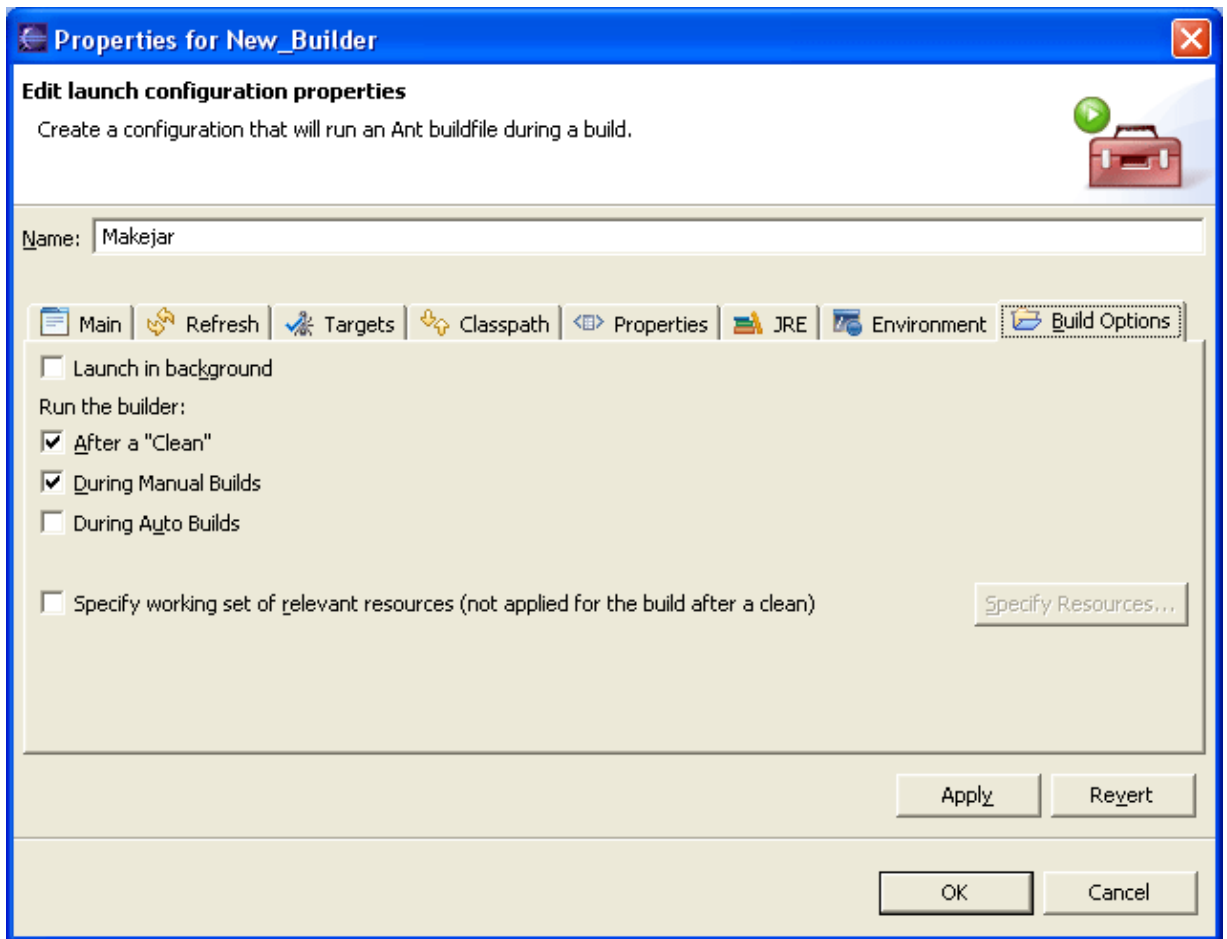 Properties for New_Builder
Edit launch configuration properties
Create a configuration that will run an Ant buildfile during a build.
Name: Makejar
Main Refresh Targets Classpath Properties JRE Environment Build Options
Launch in background
Run the builder:
After a "Clean"
During Manual Builds
During Auto Builds
Specify working set of relevant resources (not applied for the build after a clean) Specify Resources...
Apply Revert
OK Cancel